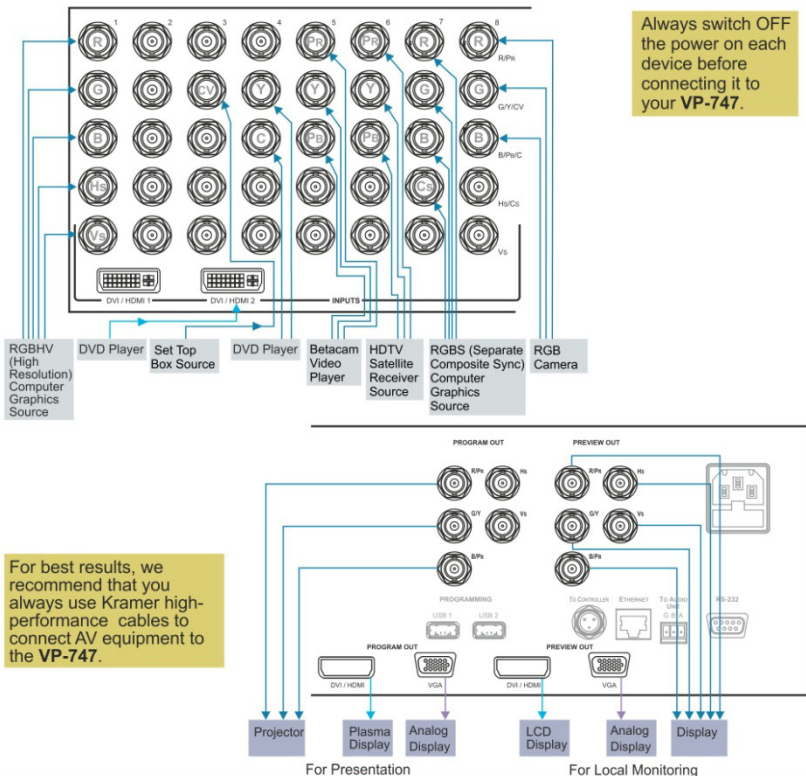 1 2 3 4 5 6 7 8
R PR PR R R
R/PR
G CV Y Y Y G G
G/Y/CV
B C PB PB B B
B/PB/C
Hs Cs
Hs/Cs
Vs
Vs
DVI / HDMI 1
DVI / HDMI 2
INPUTS
RGBHV
(High
Resolution)
Computer
Graphics
Source
DVD Player
Set Top
Box Source
DVD Player
Betacam
Video
Player
HDTV
Satellite
Receiver
Source
RGBS (Separate
Composite Sync)
Computer
Graphics
Source
RGB
Camera
Always switch OFF
the power on each
device before
connecting it to
your VP-747.
PROGRAM OUT
PREVIEW OUT
R/PR Hs
R/PR Hs
G/Y Vs
G/Y Vs
B/PB
B/PB
For best results, we
recommend that you
always use Kramer high-
performance cables to
connect AV equipment to
the VP-747.
PROGRAMMING
USB 1 USB 2
TO CONTROLLER
ETHERNET
TO AUDIO
UNIT
G B A
RS-232
PROGRAM OUT
PREVIEW OUT
DVI / HDMI
VGA
DVI / HDMI
VGA
Projector
Plasma
Display
Analog
Display
LCD
Display
Analog
Display
Display
For Presentation
For Local Monitoring